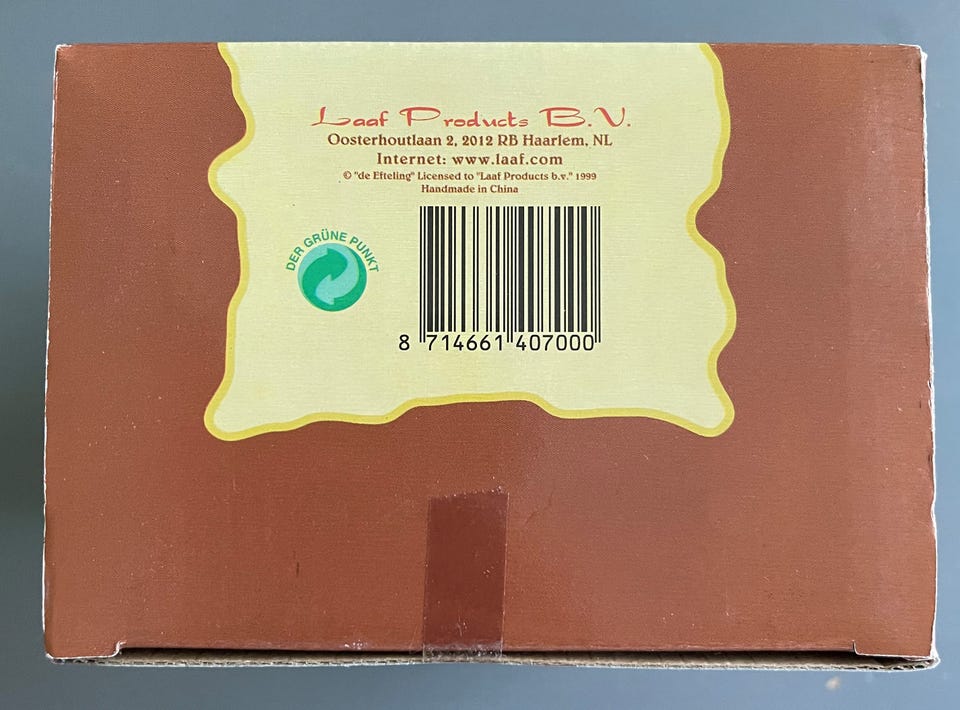 Laaf Products B.V.
Oosterhoutlaan 2, 2012 RB Haarlem, NL
Internet: www.laaf.com
© "de Efteling" Licensed to "Laaf Products b.v." 1999
Handmade in China
DER GRÜNE PUNKT
8 714661 407000